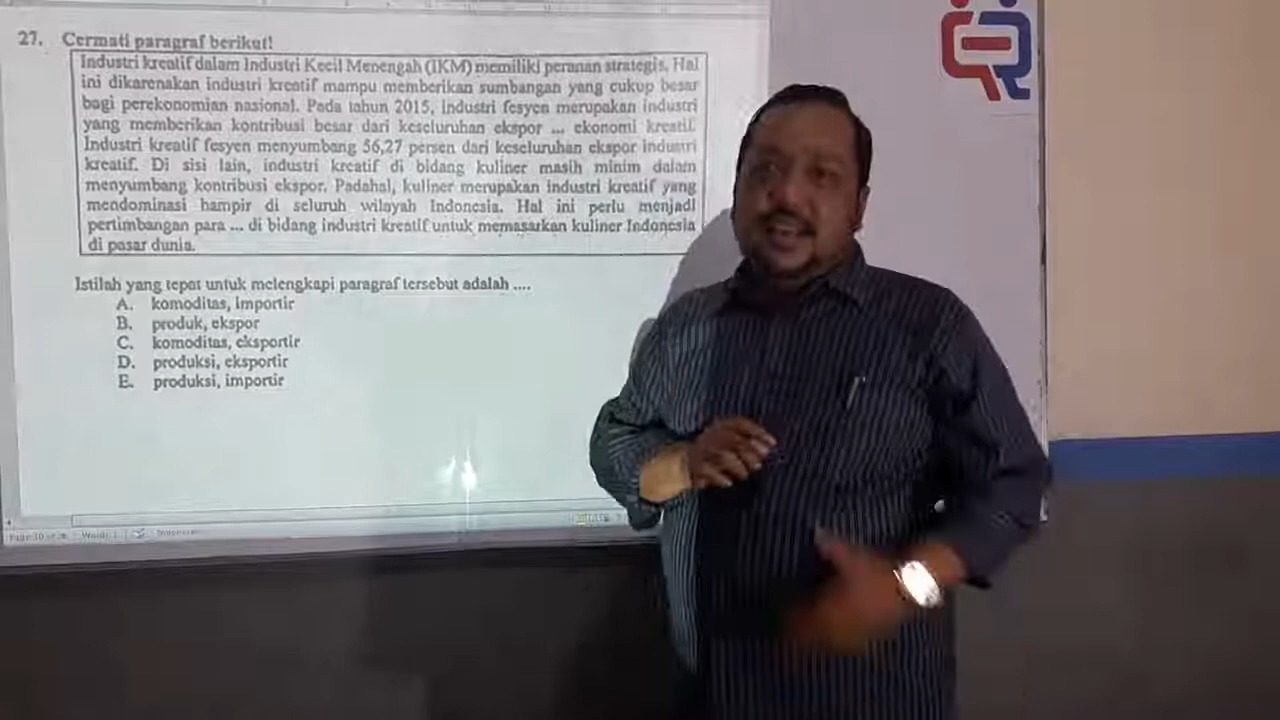 27. Cermati paragraf berikut!
Industri kreatif dalam Industri Kecil Menengah (IKM) memiliki peranan strategis. Hal
ini dikarenakan industri kreatif mampu memberikan sumbangan yang cukup besar
bagi perekonomian nasional. Pada tahun 2015, industri fesyen merupakan industri
yang memberikan kontribusi besar dari keseluruhan ekspor ... ekonomi kreatif.
Industri kreatif fesyen menyumbang 56,27 persen dari keseluruhan ekspor industri
kreatif. Di sisi lain, industri kreatif di bidang kuliner masih minim dalam
menyumbang kontribusi ekspor. Padahal, kuliner merupakan industri kreatif yang
mendominasi hampir di seluruh wilayah Indonesia. Hal ini perlu menjadi
pertimbangan para ... di bidang industri kreatif untuk memasarkan kuliner Indonesia
di pasar dunia.
Istilah yang tepat untuk melengkapi paragraf tersebut adalah ....
A. komoditas, importir
B. produk, ekspor
C. komoditas, eksportir
D. produksi, eksportir
E. produksi, importir